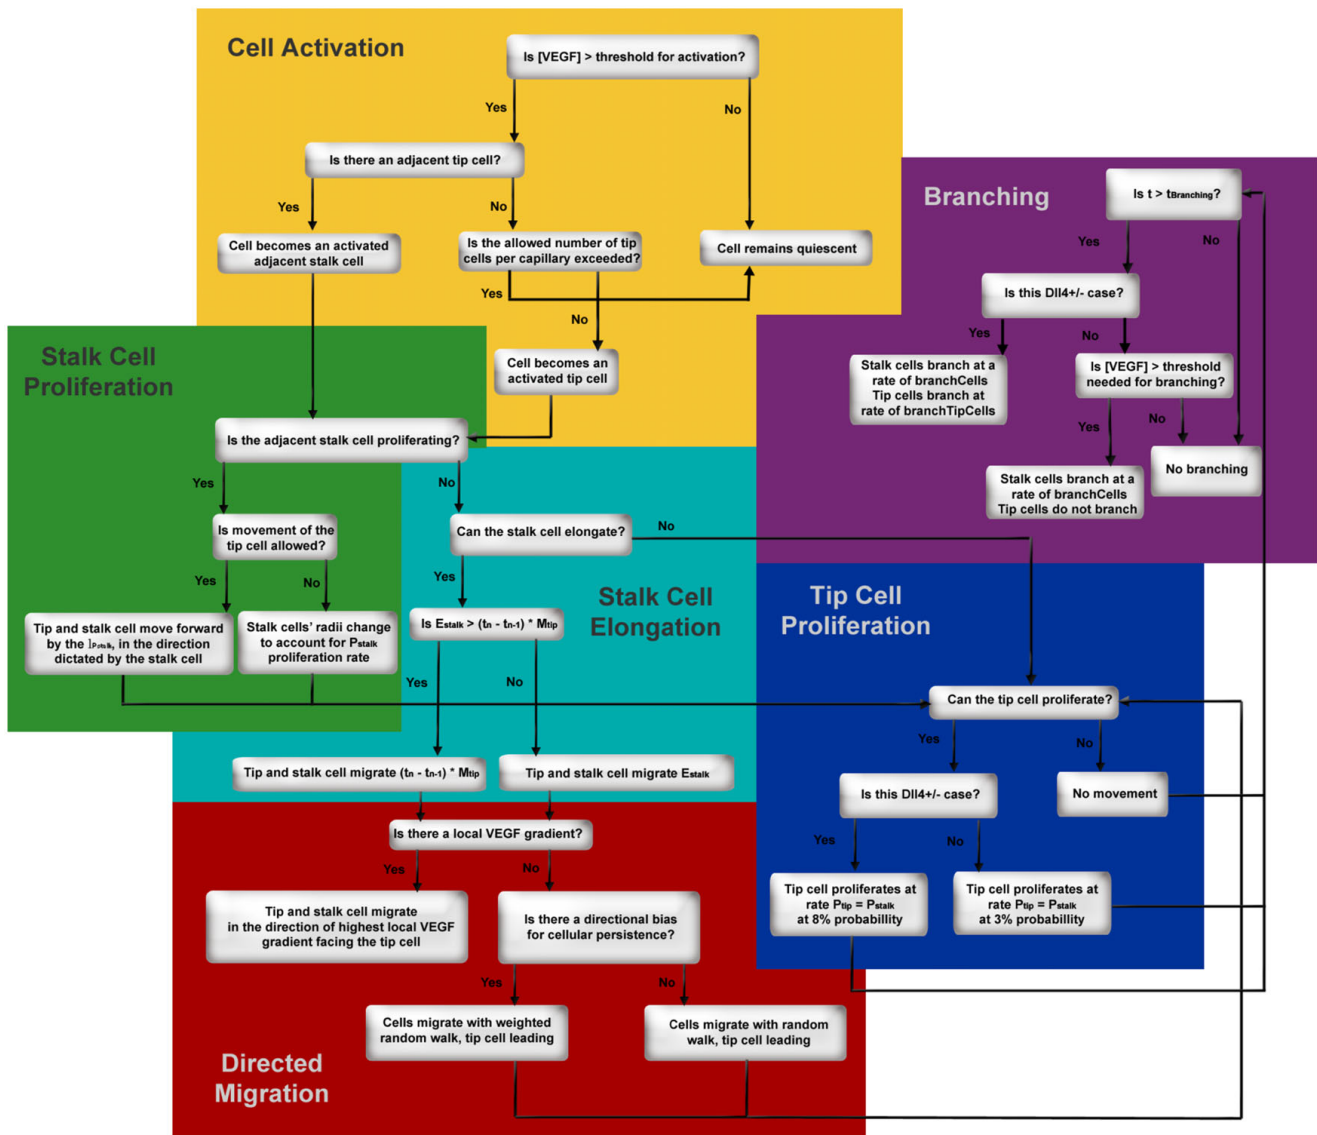 Cell Activation
Is [VEGF] > threshold for activation?
Yes
No
Is there an adjacent tip cell?
Yes
No
Cell becomes an activated
adjacent stalk cell
Is the allowed number of tip
cells per capillary exceeded?
Cell remains quiescent
Yes
No
Cell becomes an
activated tip cell
Branching
Is t > tBranching?
Yes
No
Is this Dll4+/- case?
Yes
No
Stalk cells branch at a
rate of branchCells
Tip cells branch at
rate of branchTipCells
Is [VEGF] > threshold
needed for branching?
Yes
No
Stalk cells branch at a
rate of branchCells
Tip cells do not branch
No branching
Stalk Cell
Proliferation
Is the adjacent stalk cell proliferating?
Yes
No
Is movement of the
tip cell allowed?
Yes
No
Tip and stalk cell move forward
by the lPstalk, in the direction
dictated by the stalk cell
Stalk cells' radii change
to account for Pstalk
proliferation rate
Can the stalk cell elongate?
No
Yes
Stalk Cell
Elongation
Is Estalk > (tn - tn-1) * Mtip
Yes
No
Tip and stalk cell migrate (tn - tn-1) * Mtip
Tip and stalk cell migrate Estalk
Tip Cell
Proliferation
Can the tip cell proliferate?
Yes
No
Is this Dll4+/- case?
No movement
Yes
No
Tip cell proliferates at
rate Ptip = Pstalk
at 8% probabillity
Tip cell proliferates at
rate Ptip = Pstalk
at 3% probabillity
Is there a local VEGF gradient?
Yes
No
Tip and stalk cell migrate
in the direction of highest local VEGF
gradient facing the tip cell
Is there a directional bias
for cellular persistence?
Yes
No
Cells migrate with weighted
random walk, tip cell leading
Cells migrate with random
walk, tip cell leading
Directed
Migration